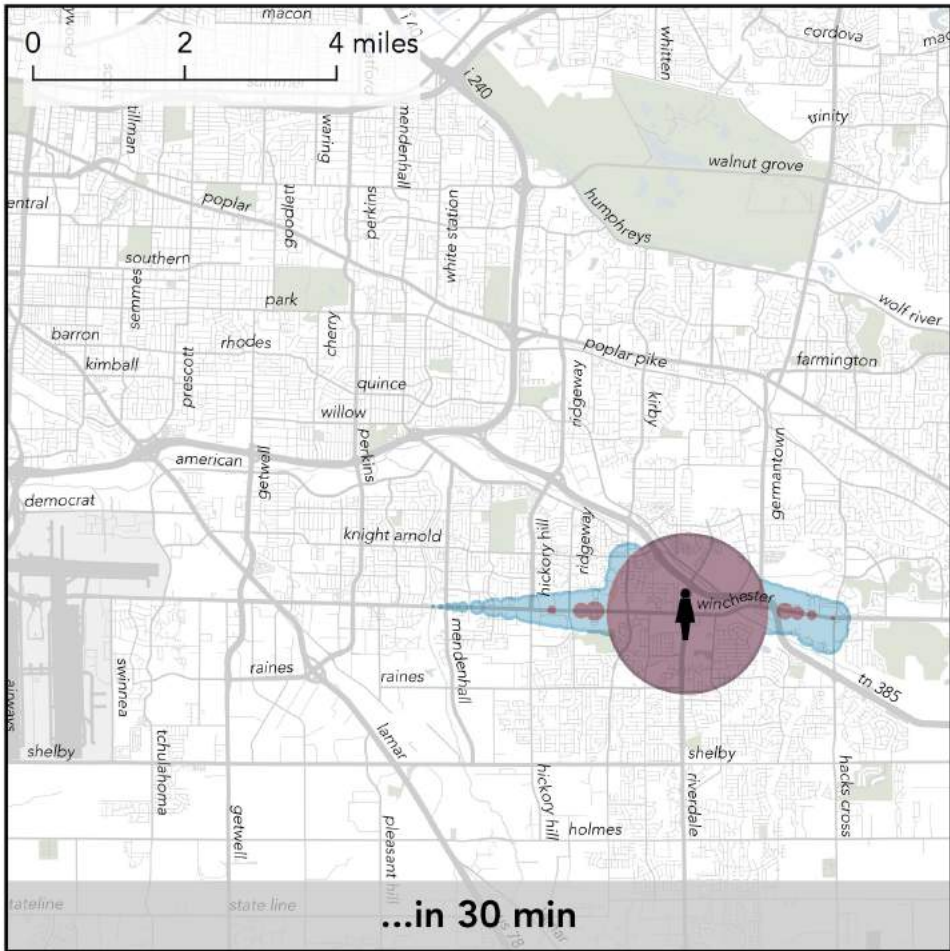 macon
cordova
0 2 4 miles
whitten
i 240
tillman
waring
mendenhall
trinity
walnut grove
poplar
goodlett
perkins
white station
humphreys
southern
semmes
park
wolf river
barron
rhodes
cherry
poplar pike
farmington
kimball
prescott
quince
ridgeway
kirby
willow
perkins
american
getwell
germantown
democrat
knight arnold
hickory hill
ridgeway
winchester
mendenhall
swinnea
raines
raines
tn 385
airways
lamar
shelby
shelby
tchulahoma
hickory hill
riverdale
hacks cross
getwell
pleasant hill
holmes
state line
...in 30 min